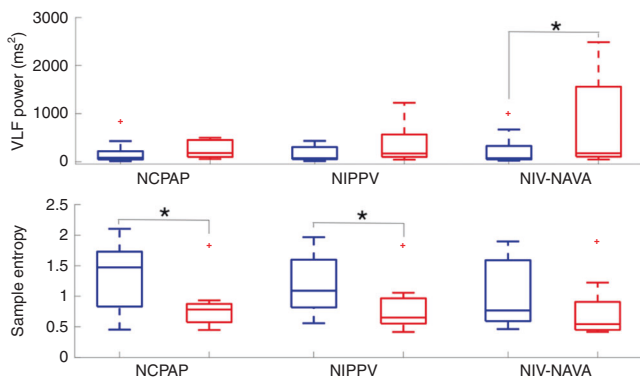 VLF power (ms²)
3000
2000
1000
0
*
NCPAP
NIPPV
NIV-NAVA
Sample entropy
2.5
2
1.5
1
0.5
0
*
*
NCPAP
NIPPV
NIV-NAVA